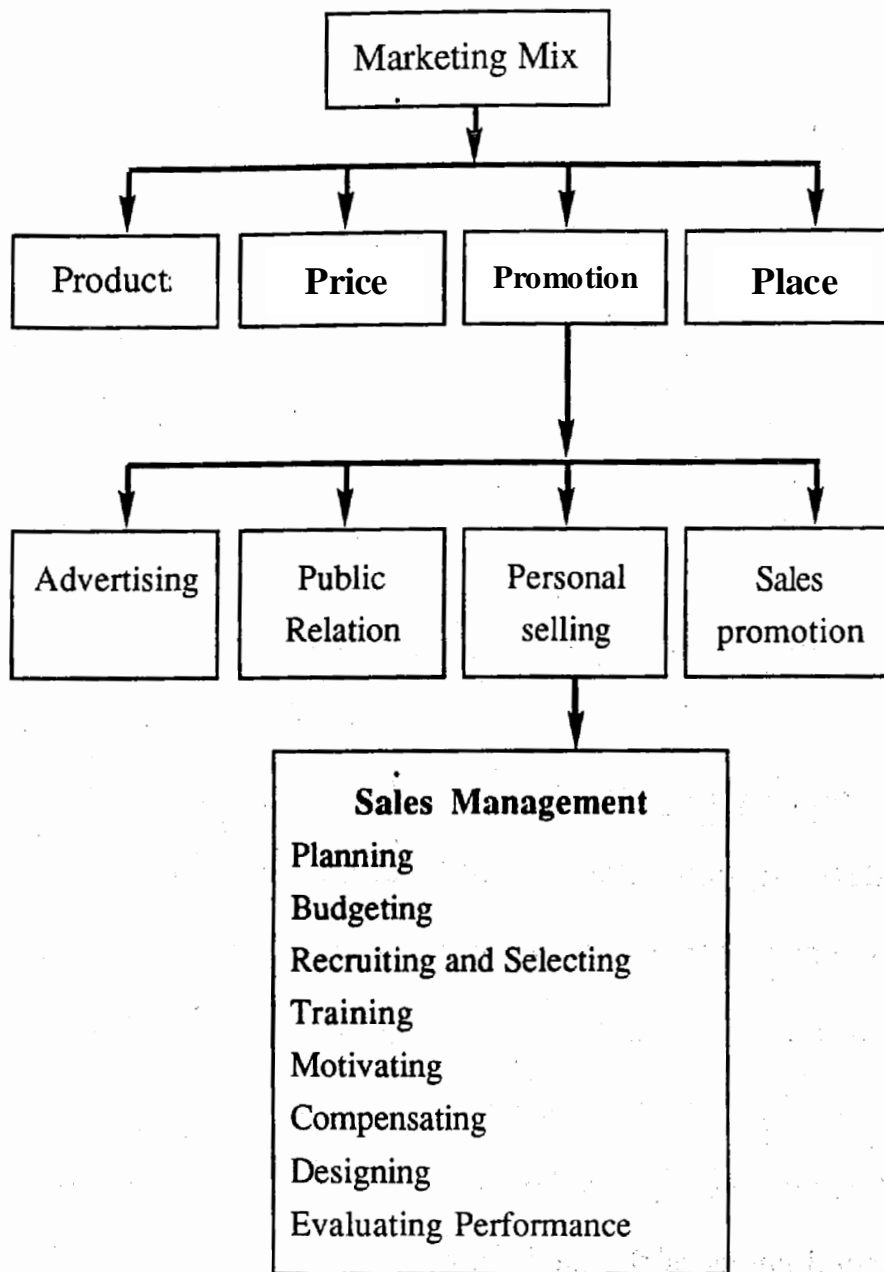 Marketing Mix
Product
Price
Promotion
Place
Advertising
Public
Relation
Personal
selling
Sales
promotion
Sales Management
Planning
Budgeting
Recruiting and Selecting
Training
Motivating
Compensating
Designing
Evaluating Performance